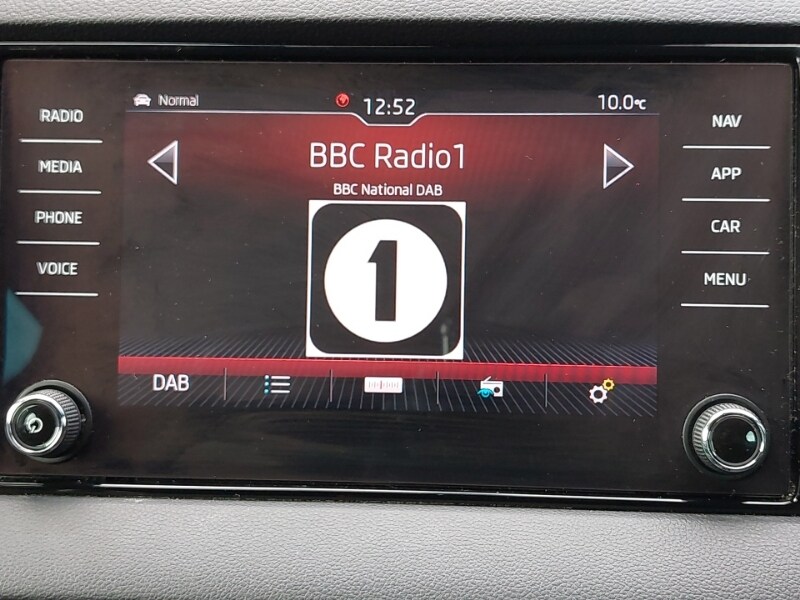 Normal 12:52 10.0°C
BBC Radio1
BBC National DAB
1
RADIO
MEDIA
PHONE
VOICE
NAV
APP
CAR
MENU
DAB